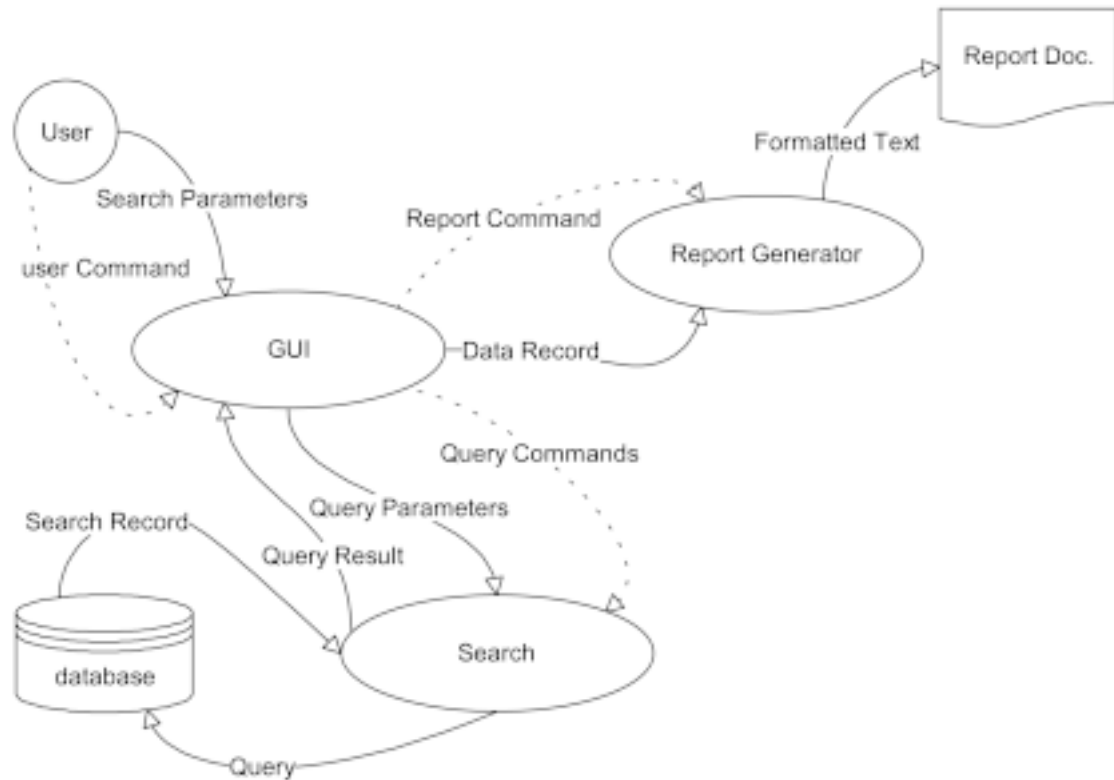 Report Doc.
User
Formatted Text
Search Parameters
Report Command
Report Generator
user Command
GUI
Data Record
Query Commands
Query Parameters
Search Record
Query Result
Search
database
Query